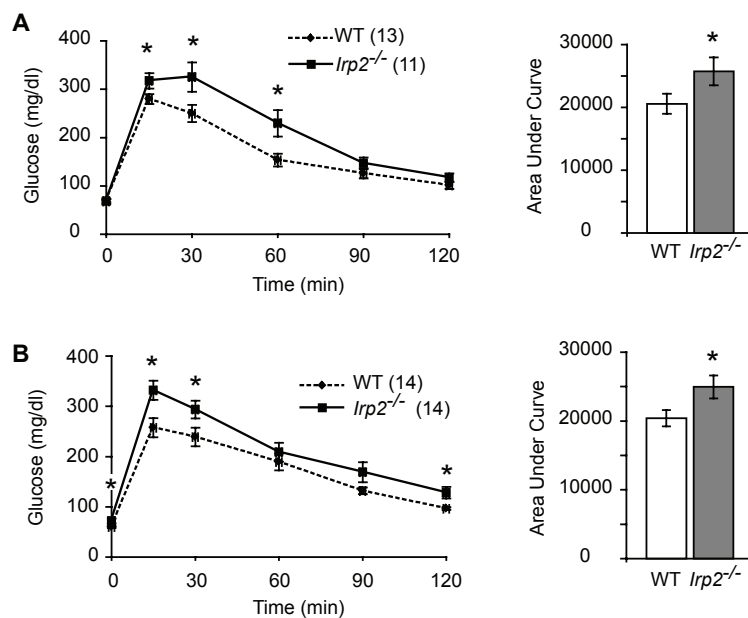 A
Glucose (mg/dl)
400
300
200
100
0
0 30 60 90 120
Time (min)
* * *
WT (13)
Irp2-/- (11)
Area Under Curve
30000
20000
10000
0
*
WT Irp2-/-
B
Glucose (mg/dl)
400
300
200
100
0
0 30 60 90 120
Time (min)
* * * *
WT (14)
Irp2-/- (14)
Area Under Curve
30000
20000
10000
0
*
WT Irp2-/-